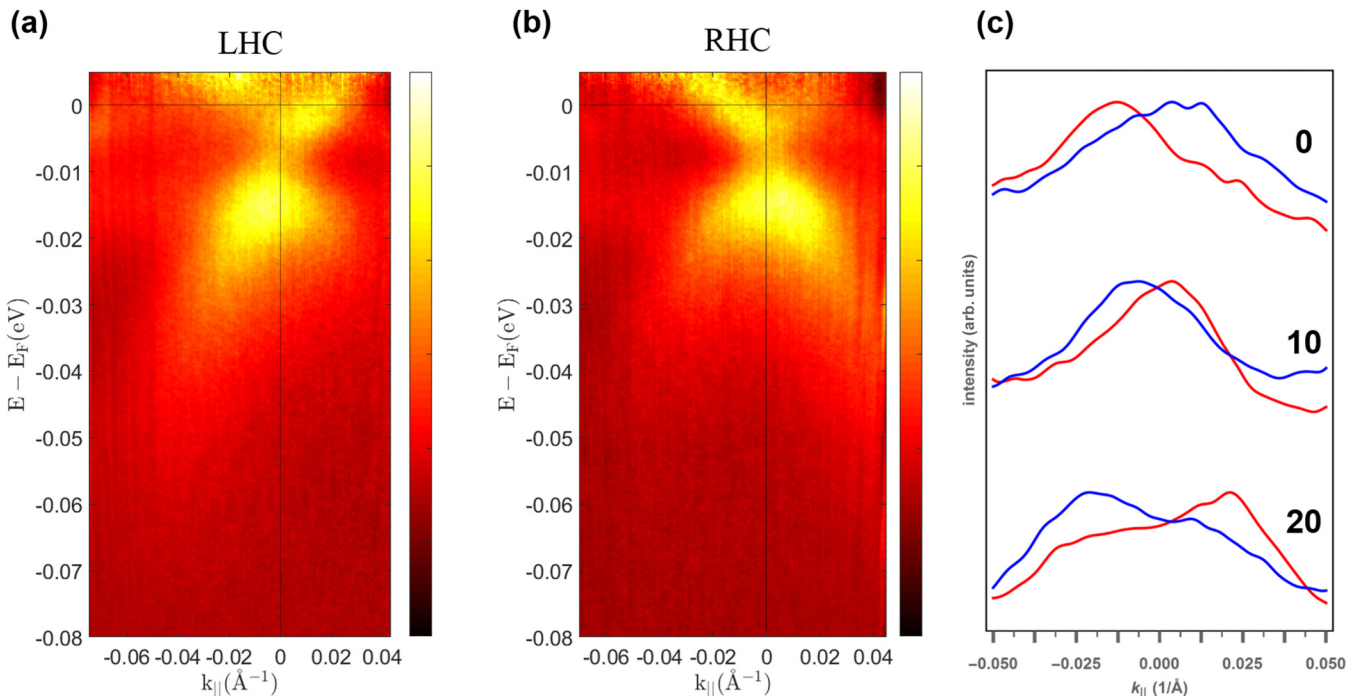 (a)
LHC
0
-0.01
-0.02
-0.03
-0.04
-0.05
-0.06
-0.07
-0.08
E − E_F(eV)
-0.06 -0.04 -0.02 0 0.02 0.04
k_||(Å⁻¹)
(b)
RHC
0
-0.01
-0.02
-0.03
-0.04
-0.05
-0.06
-0.07
-0.08
E − E_F(eV)
-0.06 -0.04 -0.02 0 0.02 0.04
k_||(Å⁻¹)
(c)
0
10
20
intensity (arb. units)
−0.050 −0.025 0.000 0.025 0.050
k_|| (1/Å)